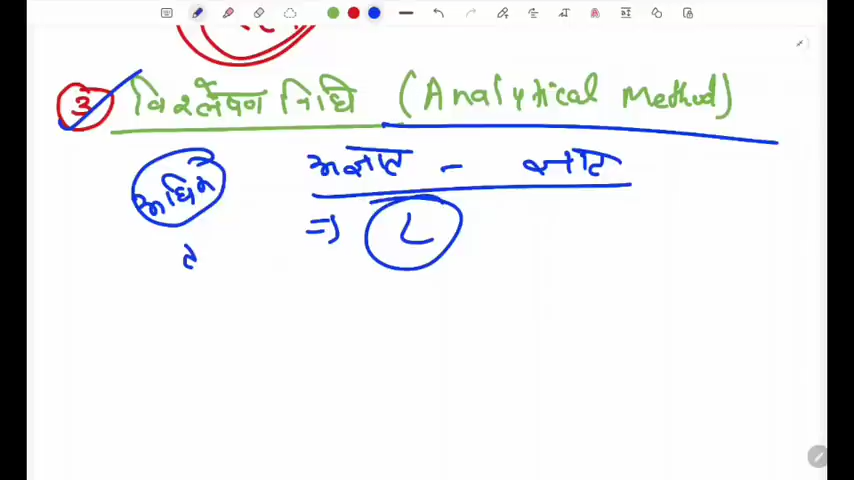 ③ विश्लेषण विधि (Analytical Method)
अज्ञात - ज्ञात
⇒ L